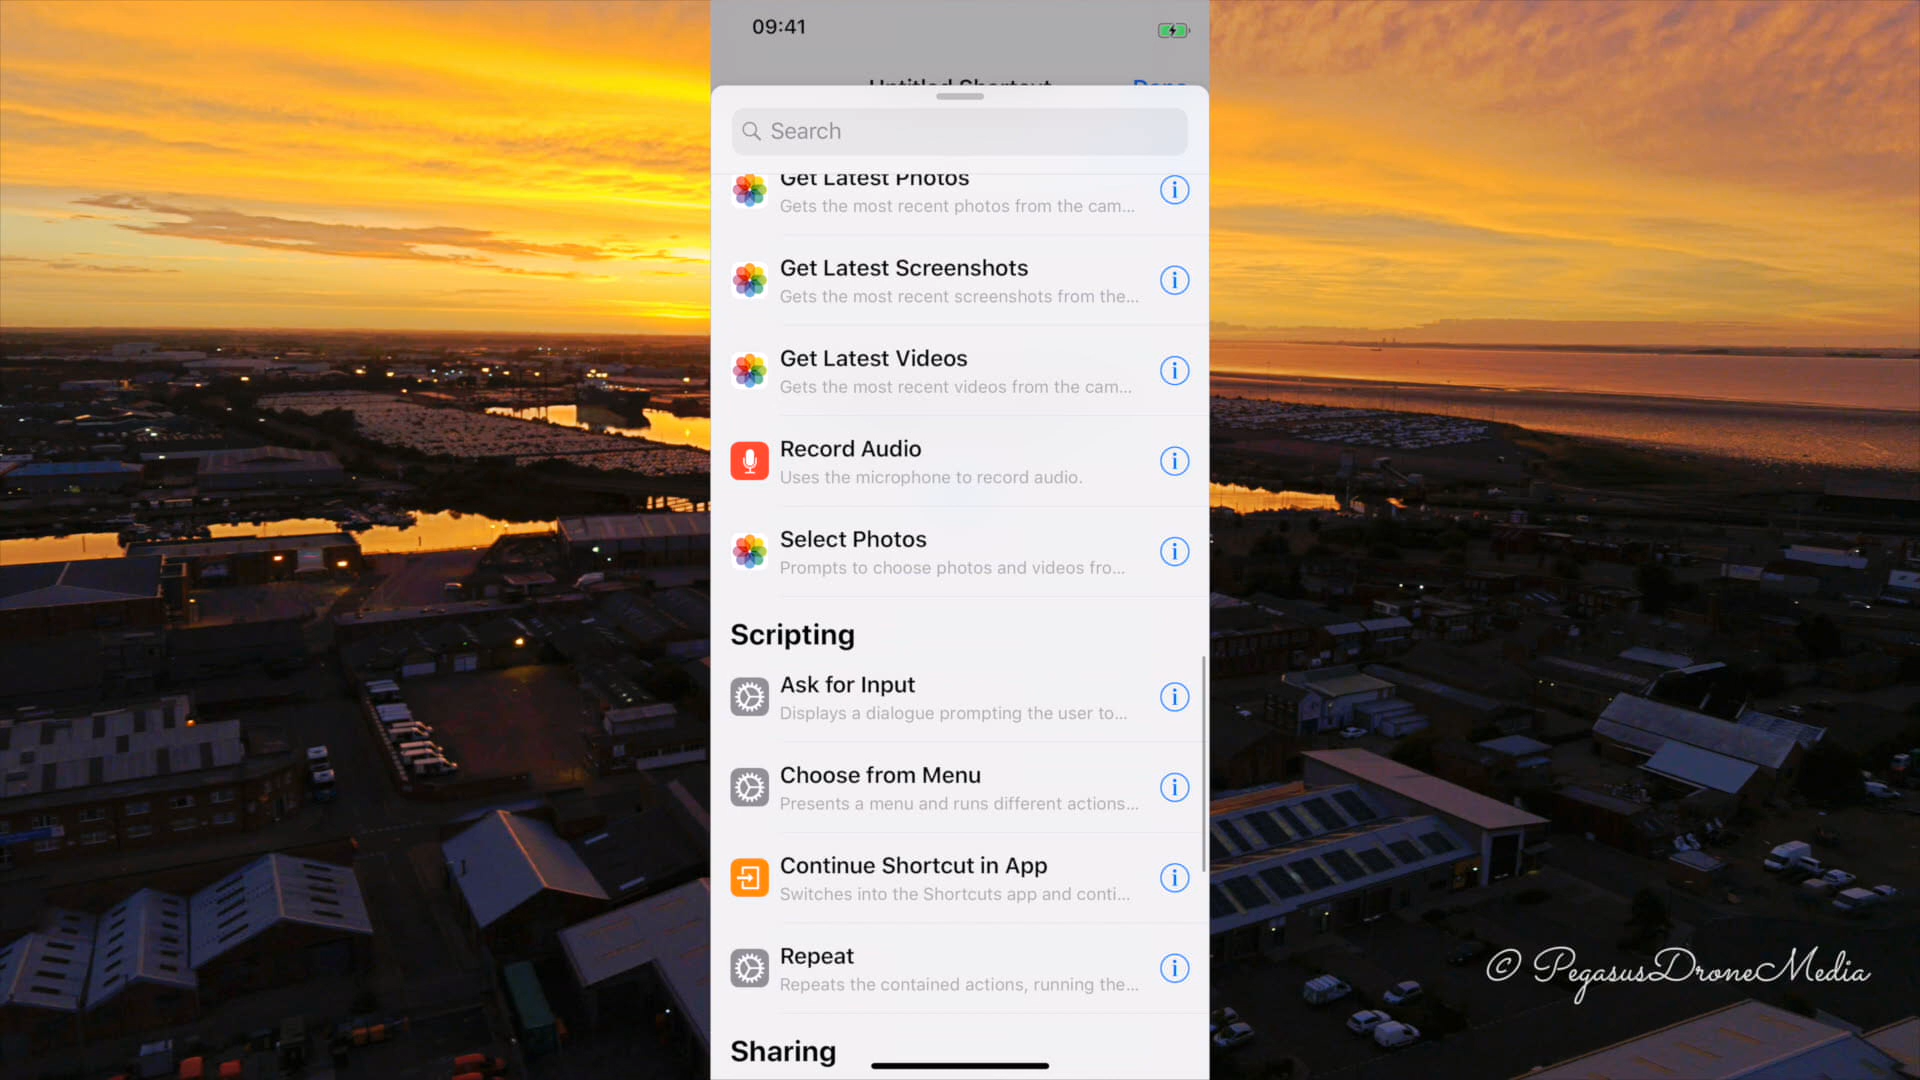 09:41
Untitled Shortcut
Done
Search
Get Latest Photos
Gets the most recent photos from the cam...
Get Latest Screenshots
Gets the most recent screenshots from the...
Get Latest Videos
Gets the most recent videos from the cam...
Record Audio
Uses the microphone to record audio.
Select Photos
Prompts to choose photos and videos fro...
Scripting
Ask for Input
Displays a dialogue prompting the user to...
Choose from Menu
Presents a menu and runs different actions...
Continue Shortcut in App
Switches into the Shortcuts app and conti...
Repeat
Repeats the contained actions, running the...
Sharing
© PegasusDroneMedia